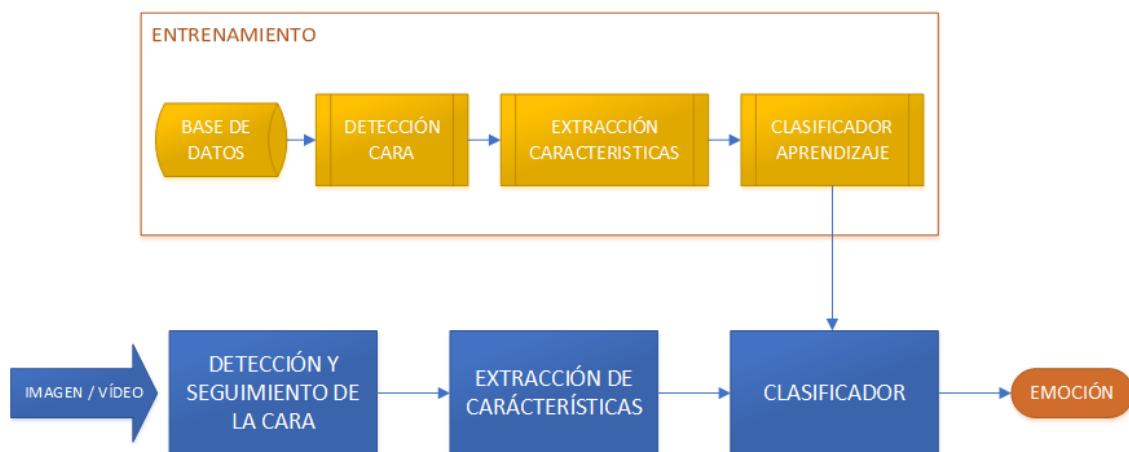 ENTRENAMIENTO
BASE DE
DATOS
DETECCIÓN
CARA
EXTRACCIÓN
CARACTERISTICAS
CLASIFICADOR
APRENDIZAJE
IMAGEN / VÍDEO
DETECCIÓN Y
SEGUIMIENTO DE
LA CARA
EXTRACCIÓN DE
CARÁCTERÍSTICAS
CLASIFICADOR
EMOCIÓN